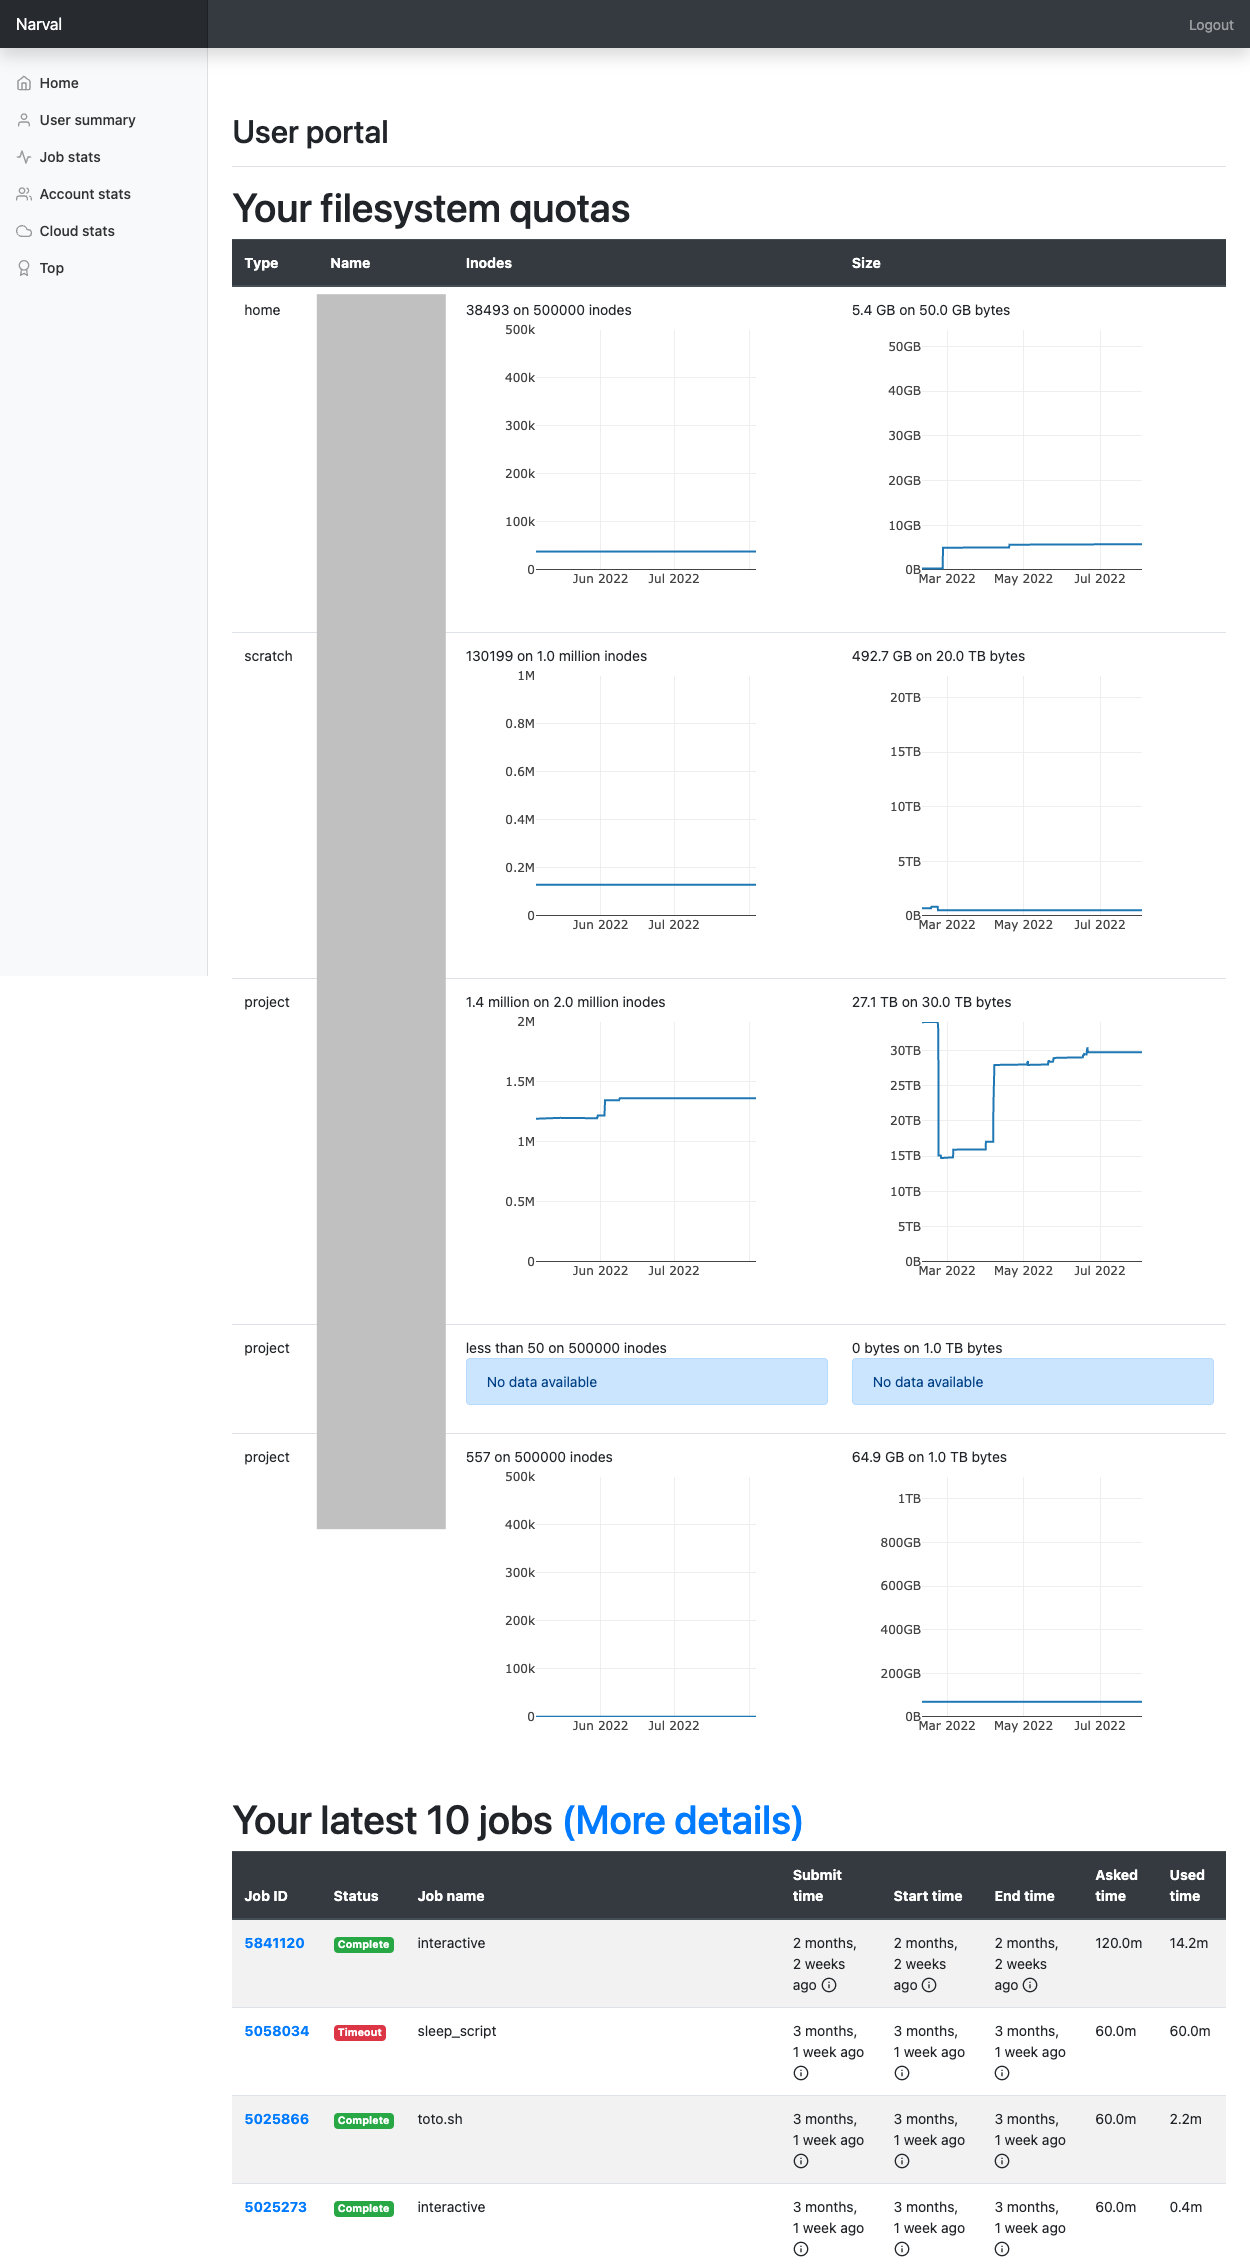 Narval
Logout
Home
User summary
Job stats
Account stats
Cloud stats
Top
User portal
Your filesystem quotas
Type Name Inodes Size
home 38493 on 500000 inodes 5.4 GB on 50.0 GB bytes
500k
400k
300k
200k
100k
0
Jun 2022 Jul 2022
50GB
40GB
30GB
20GB
10GB
0B
Mar 2022 May 2022 Jul 2022
scratch 130199 on 1.0 million inodes 492.7 GB on 20.0 TB bytes
1M
0.8M
0.6M
0.4M
0.2M
0
Jun 2022 Jul 2022
20TB
15TB
10TB
5TB
0B
Mar 2022 May 2022 Jul 2022
project 1.4 million on 2.0 million inodes 27.1 TB on 30.0 TB bytes
2M
1.5M
1M
0.5M
0
Jun 2022 Jul 2022
30TB
25TB
20TB
15TB
10TB
5TB
0B
Mar 2022 May 2022 Jul 2022
project less than 50 on 500000 inodes 0 bytes on 1.0 TB bytes
No data available No data available
project 557 on 500000 inodes 64.9 GB on 1.0 TB bytes
500k
400k
300k
200k
100k
0
Jun 2022 Jul 2022
1TB
800GB
600GB
400GB
200GB
0B
Mar 2022 May 2022 Jul 2022
Your latest 10 jobs (More details)
Job ID Status Job name Submit time Start time End time Asked time Used time
5841120 Complete interactive 2 months, 2 weeks ago 2 months, 2 weeks ago 2 months, 2 weeks ago 120.0m 14.2m
5058034 Timeout sleep_script 3 months, 1 week ago 3 months, 1 week ago 3 months, 1 week ago 60.0m 60.0m
5025866 Complete toto.sh 3 months, 1 week ago 3 months, 1 week ago 3 months, 1 week ago 60.0m 2.2m
5025273 Complete interactive 3 months, 1 week ago 3 months, 1 week ago 3 months, 1 week ago 60.0m 0.4m